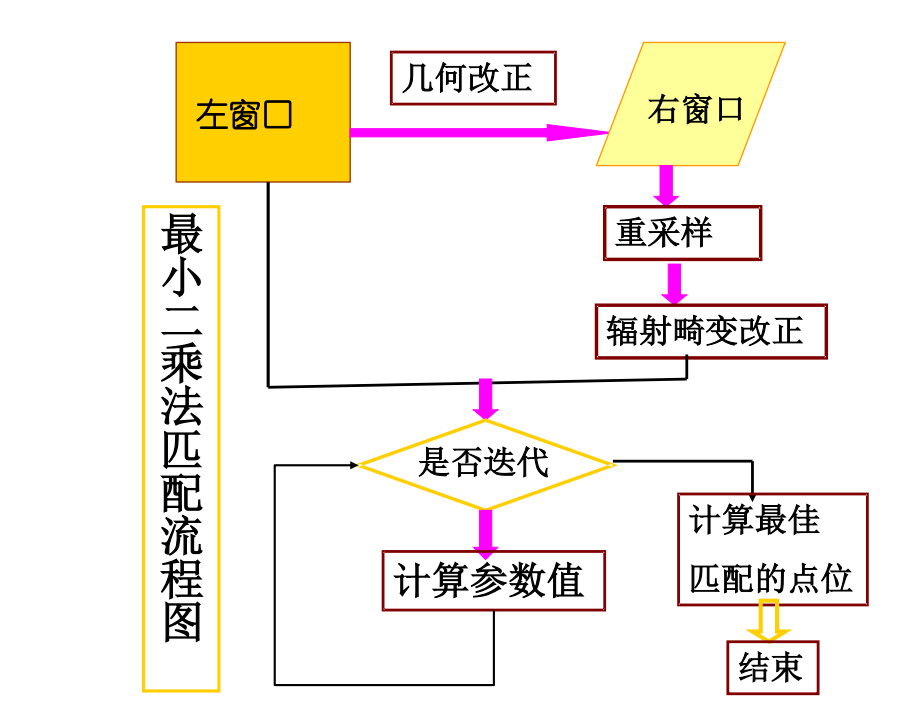 左窗口
几何改正
右窗口
重采样
辐射畸变改正
最小二乘法匹配流程图
是否迭代
计算参数值
计算最佳
匹配的点位
结束